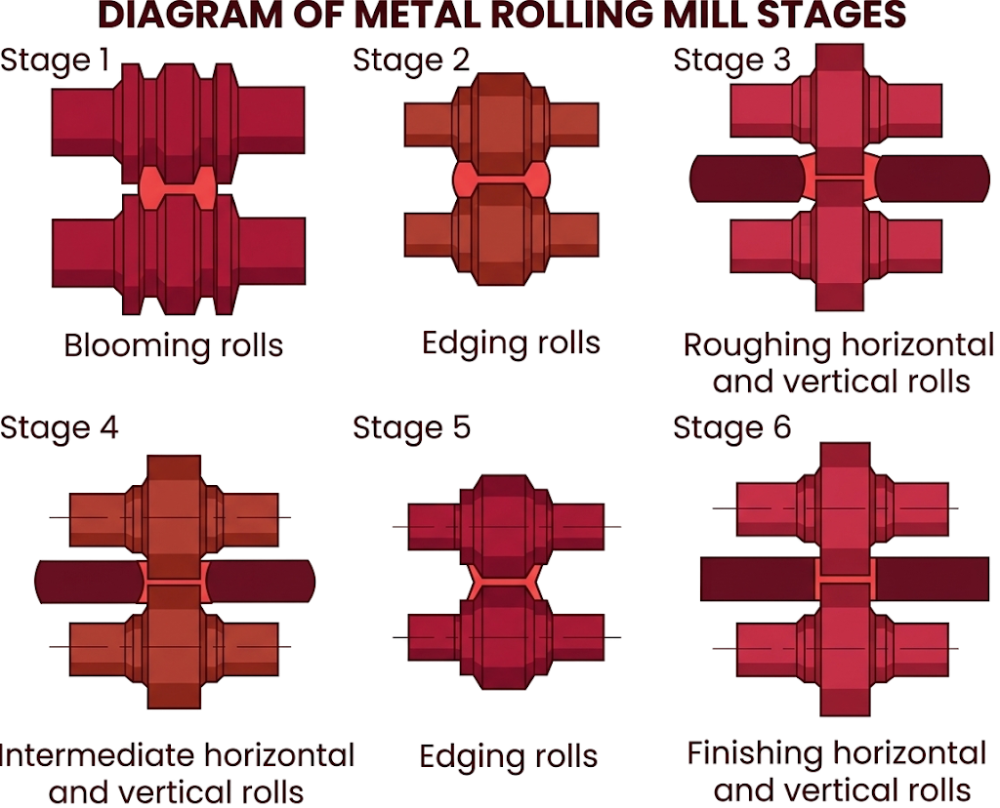 DIAGRAM OF METAL ROLLING MILL STAGES
Stage 1
Stage 2
Stage 3
Blooming rolls
Edging rolls
Roughing horizontal
and vertical rolls
Stage 4
Stage 5
Stage 6
Intermediate horizontal
and vertical rolls
Edging rolls
Finishing horizontal
and vertical rolls